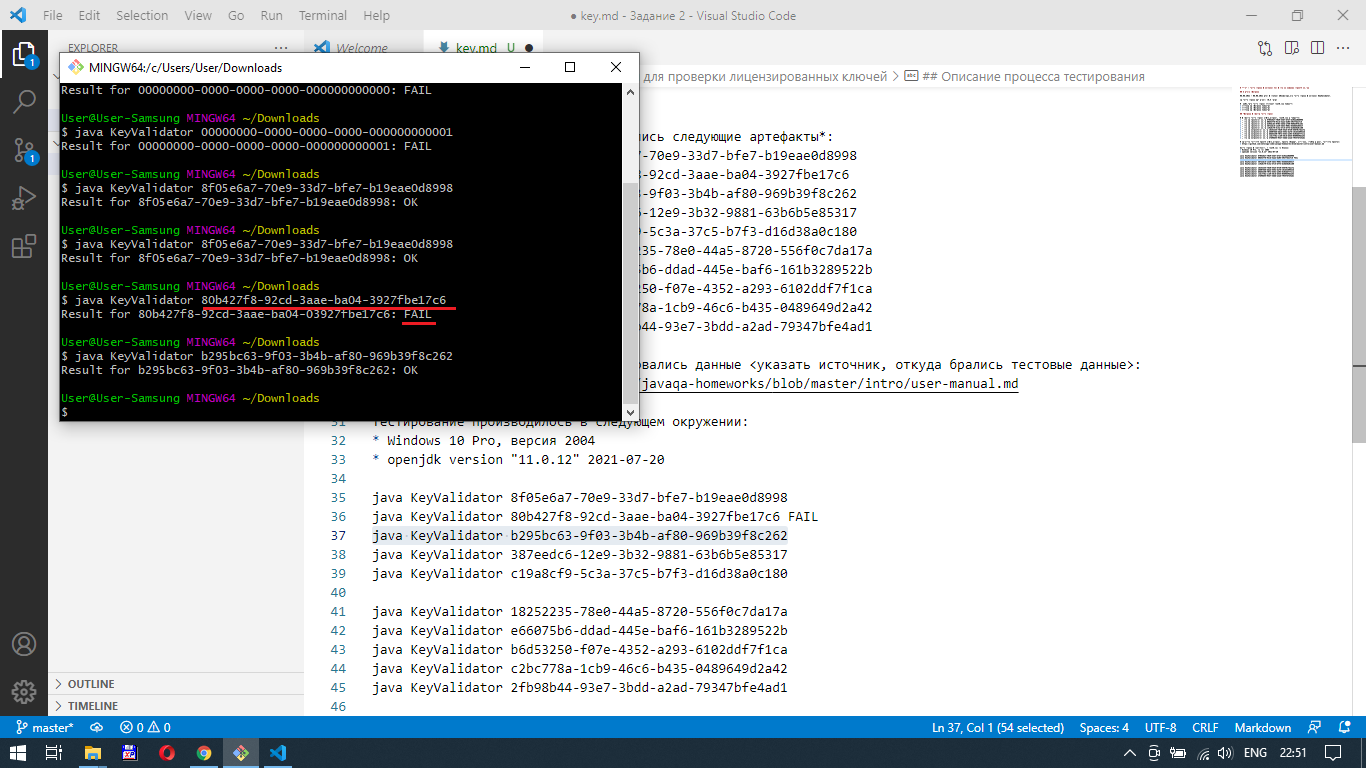 File Edit Selection View Go Run Terminal Help
● key.md - Задание 2 - Visual Studio Code
EXPLORER
Welcome
key.md U
MINGW64:/c/Users/User/Downloads
для проверки лицензированных ключей > ## Описание процесса тестирования
Result for 00000000-0000-0000-0000-000000000000: FAIL
User@User-Samsung MINGW64 ~/Downloads
$ java KeyValidator 00000000-0000-0000-0000-000000000001
Result for 00000000-0000-0000-0000-000000000001: FAIL
User@User-Samsung MINGW64 ~/Downloads
$ java KeyValidator 8f05e6a7-70e9-33d7-bfe7-b19eae0d8998
Result for 8f05e6a7-70e9-33d7-bfe7-b19eae0d8998: OK
User@User-Samsung MINGW64 ~/Downloads
$ java KeyValidator 8f05e6a7-70e9-33d7-bfe7-b19eae0d8998
Result for 8f05e6a7-70e9-33d7-bfe7-b19eae0d8998: OK
User@User-Samsung MINGW64 ~/Downloads
$ java KeyValidator 80b427f8-92cd-3aae-ba04-3927fbe17c6
Result for 80b427f8-92cd-3aae-ba04-03927fbe17c6: FAIL
User@User-Samsung MINGW64 ~/Downloads
$ java KeyValidator b295bc63-9f03-3b4b-af80-969b39f8c262
Result for b295bc63-9f03-3b4b-af80-969b39f8c262: OK
User@User-Samsung MINGW64 ~/Downloads
$
ись следующие артефакты*:
7-70e9-33d7-bfe7-b19eae0d8998
-92cd-3aae-ba04-3927fbe17c6
-9f03-3b4b-af80-969b39f8c262
-12e9-3b32-9881-63b6b5e85317
-5c3a-37c5-b7f3-d16d38a0c180
35-78e0-44a5-8720-556f0c7da17a
b6-ddad-445e-baf6-161b3289522b
50-f07e-4352-a293-6102ddf7f1ca
78a-1cb9-46c6-b435-0489649d2a42
44-93e7-3bdd-a2ad-79347bfe4ad1
овались данные <указать источник, откуда брались тестовые данные>:
/javaqa-homeworks/blob/master/intro/user-manual.md
31 Тестирование производилось в следующем окружении:
32 * Windows 10 Pro, версия 2004
33 * openjdk version "11.0.12" 2021-07-20
34
35 java KeyValidator 8f05e6a7-70e9-33d7-bfe7-b19eae0d8998
36 java KeyValidator 80b427f8-92cd-3aae-ba04-3927fbe17c6 FAIL
37 java KeyValidator b295bc63-9f03-3b4b-af80-969b39f8c262
38 java KeyValidator 387eedc6-12e9-3b32-9881-63b6b5e85317
39 java KeyValidator c19a8cf9-5c3a-37c5-b7f3-d16d38a0c180
40
41 java KeyValidator 18252235-78e0-44a5-8720-556f0c7da17a
42 java KeyValidator e66075b6-ddad-445e-baf6-161b3289522b
43 java KeyValidator b6d53250-f07e-4352-a293-6102ddf7f1ca
44 java KeyValidator c2bc778a-1cb9-46c6-b435-0489649d2a42
45 java KeyValidator 2fb98b44-93e7-3bdd-a2ad-79347bfe4ad1
46
OUTLINE
TIMELINE
1
1
master* 0 0
Ln 37, Col 1 (54 selected) Spaces: 4 UTF-8 CRLF Markdown
XP
ENG 22:51